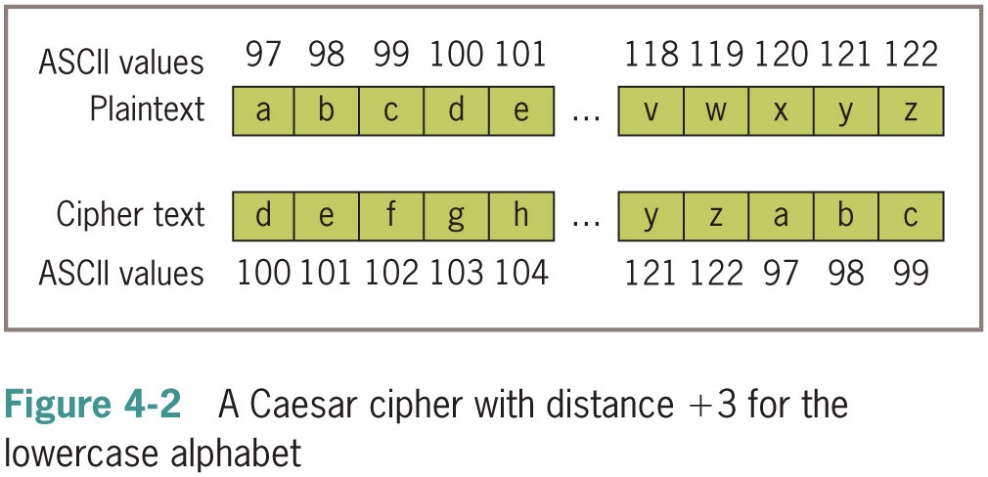 ASCII values 97 98 99 100 101 118 119 120 121 122
Plaintext a b c d e ... v w x y z
Cipher text d e f g h ... y z a b c
ASCII values 100 101 102 103 104 121 122 97 98 99
Figure 4-2 A Caesar cipher with distance +3 for the
lowercase alphabet